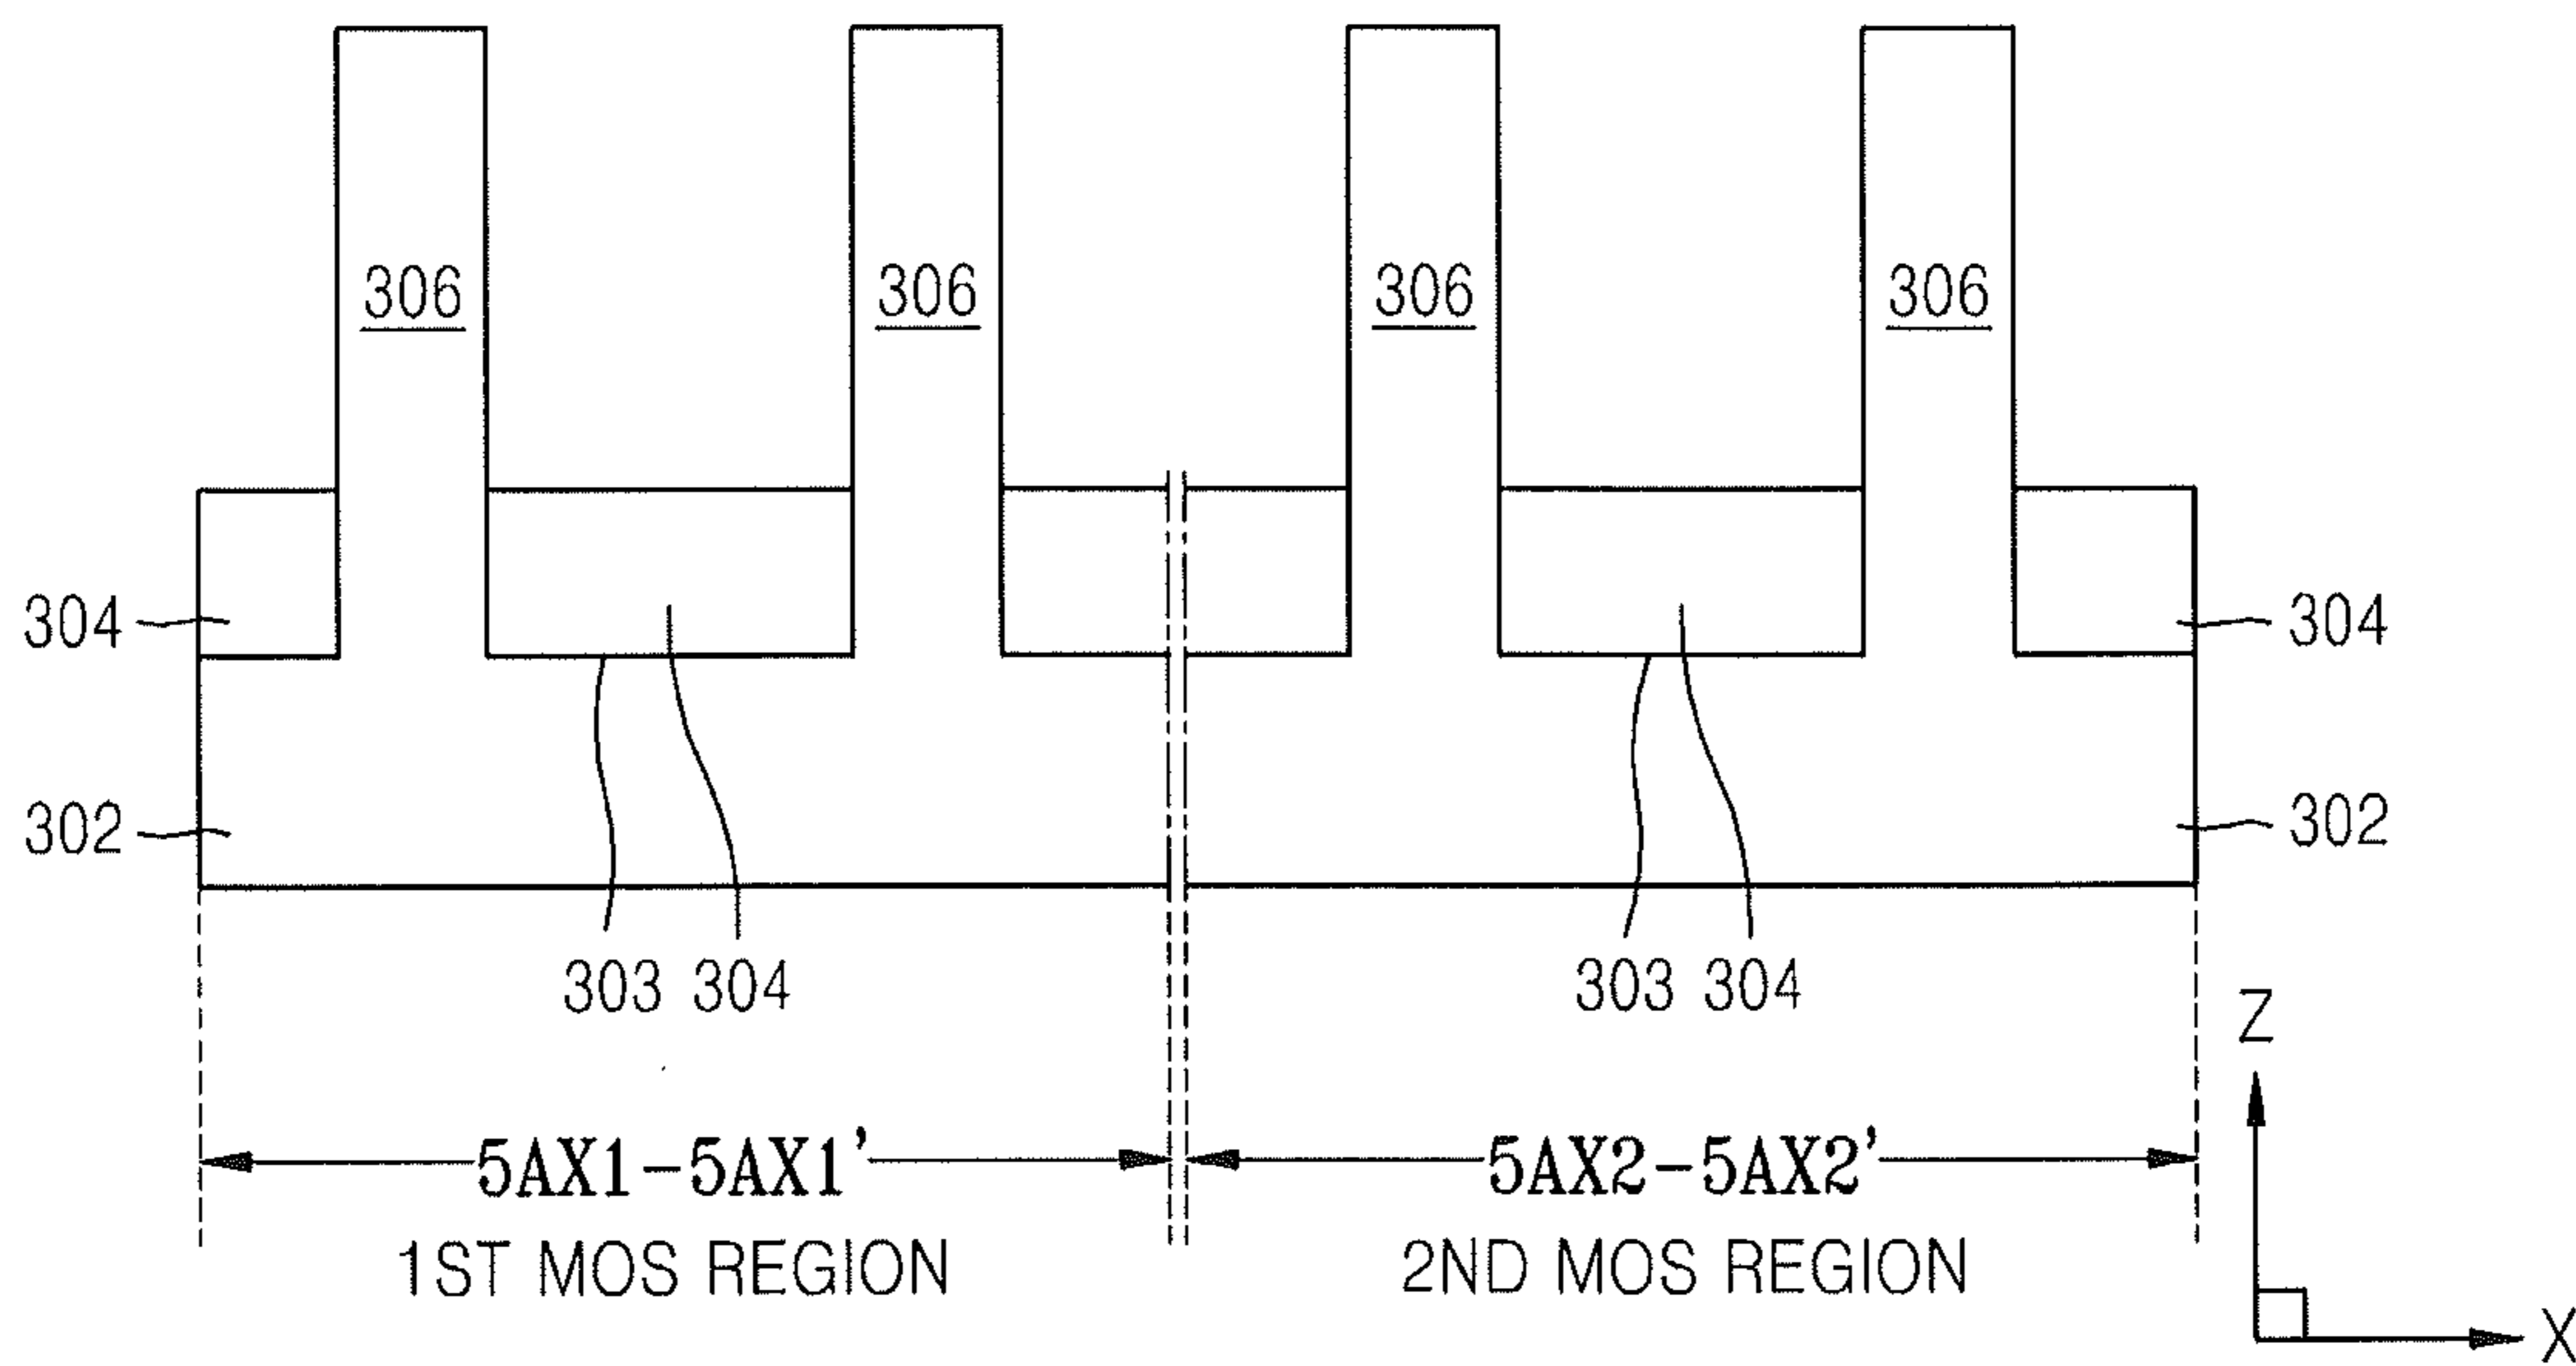 306 306 306 306
304 304
302 302
303 304 303 304
Z
5AX1-5AX1' 5AX2-5AX2'
1ST MOS REGION 2ND MOS REGION
X